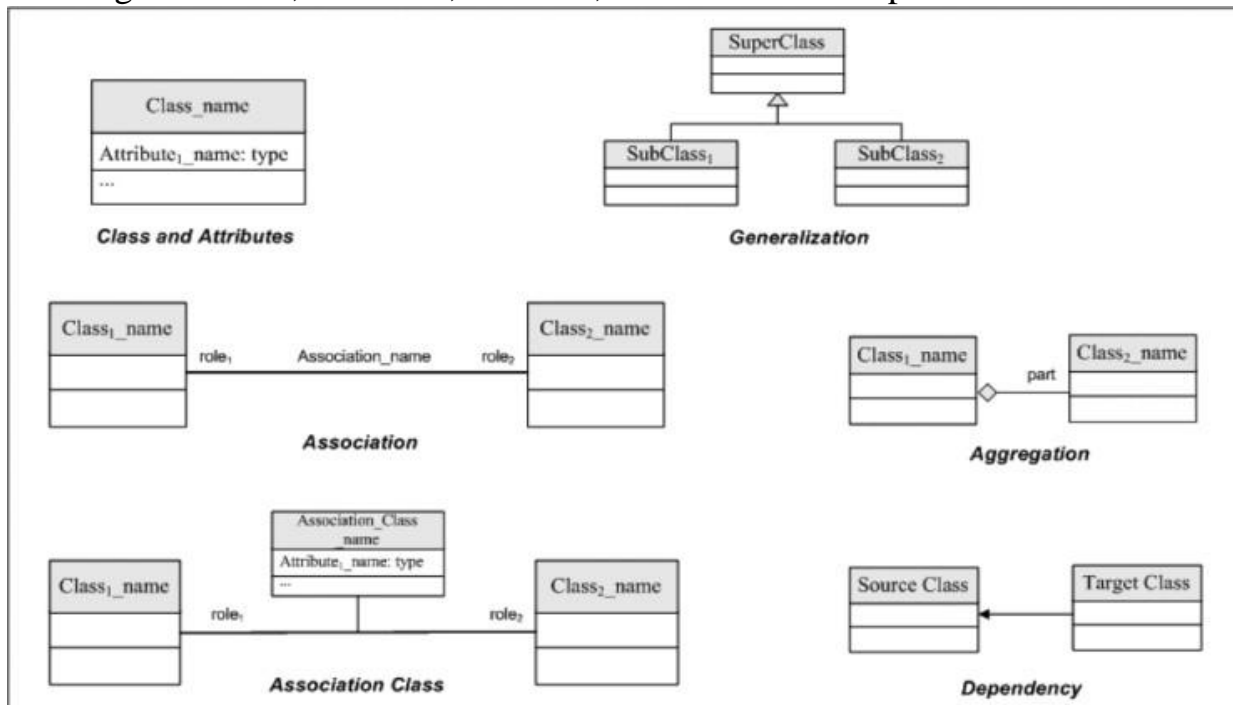 SuperClass
Class_name
Attribute₁_name: type
...
SubClass₁
SubClass₂
Class and Attributes
Generalization
Class₁_name
role₁
Association_name
role₂
Class₂_name
Association
Class₁_name
part
Class₂_name
Aggregation
Association_Class
_name
Attribute₁_name: type
...
Class₁_name
role₁
role₂
Class₂_name
Association Class
Source Class
Target Class
Dependency